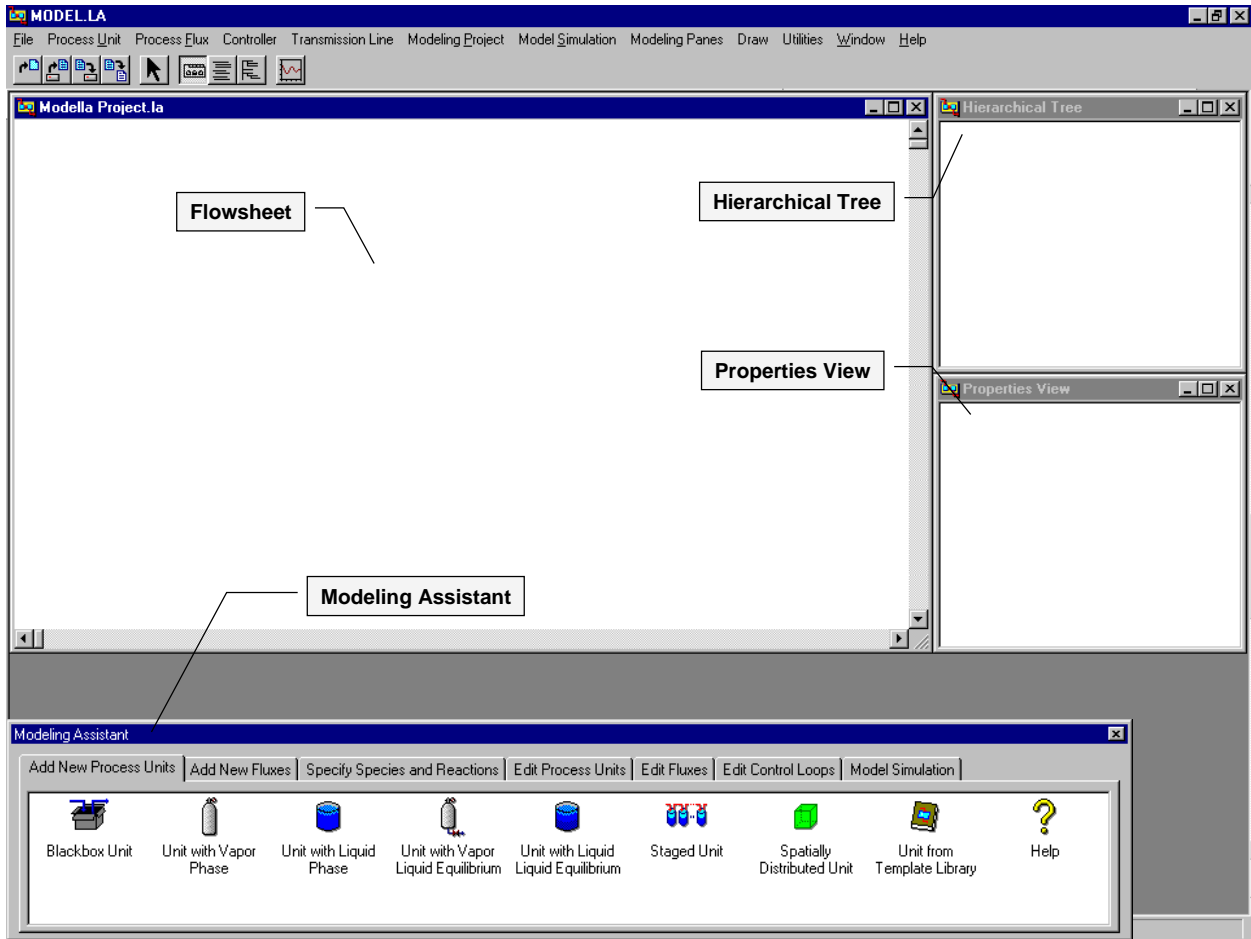 MODEL.LA
File Process Unit Process Flux Controller Transmission Line Modeling Project Model Simulation Modeling Panes Draw Utilities Window Help
Modella Project.la
Hierarchical Tree
Flowsheet
Hierarchical Tree
Properties View
Properties View
Modeling Assistant
Modeling Assistant
Add New Process Units Add New Fluxes Specify Species and Reactions Edit Process Units Edit Fluxes Edit Control Loops Model Simulation
Blackbox Unit
Unit with Vapor
Phase
Unit with Liquid
Phase
Unit with Vapor
Liquid Equilibrium
Unit with Liquid
Liquid Equilibrium
Staged Unit
Spatially
Distributed Unit
Unit from
Template Library
Help